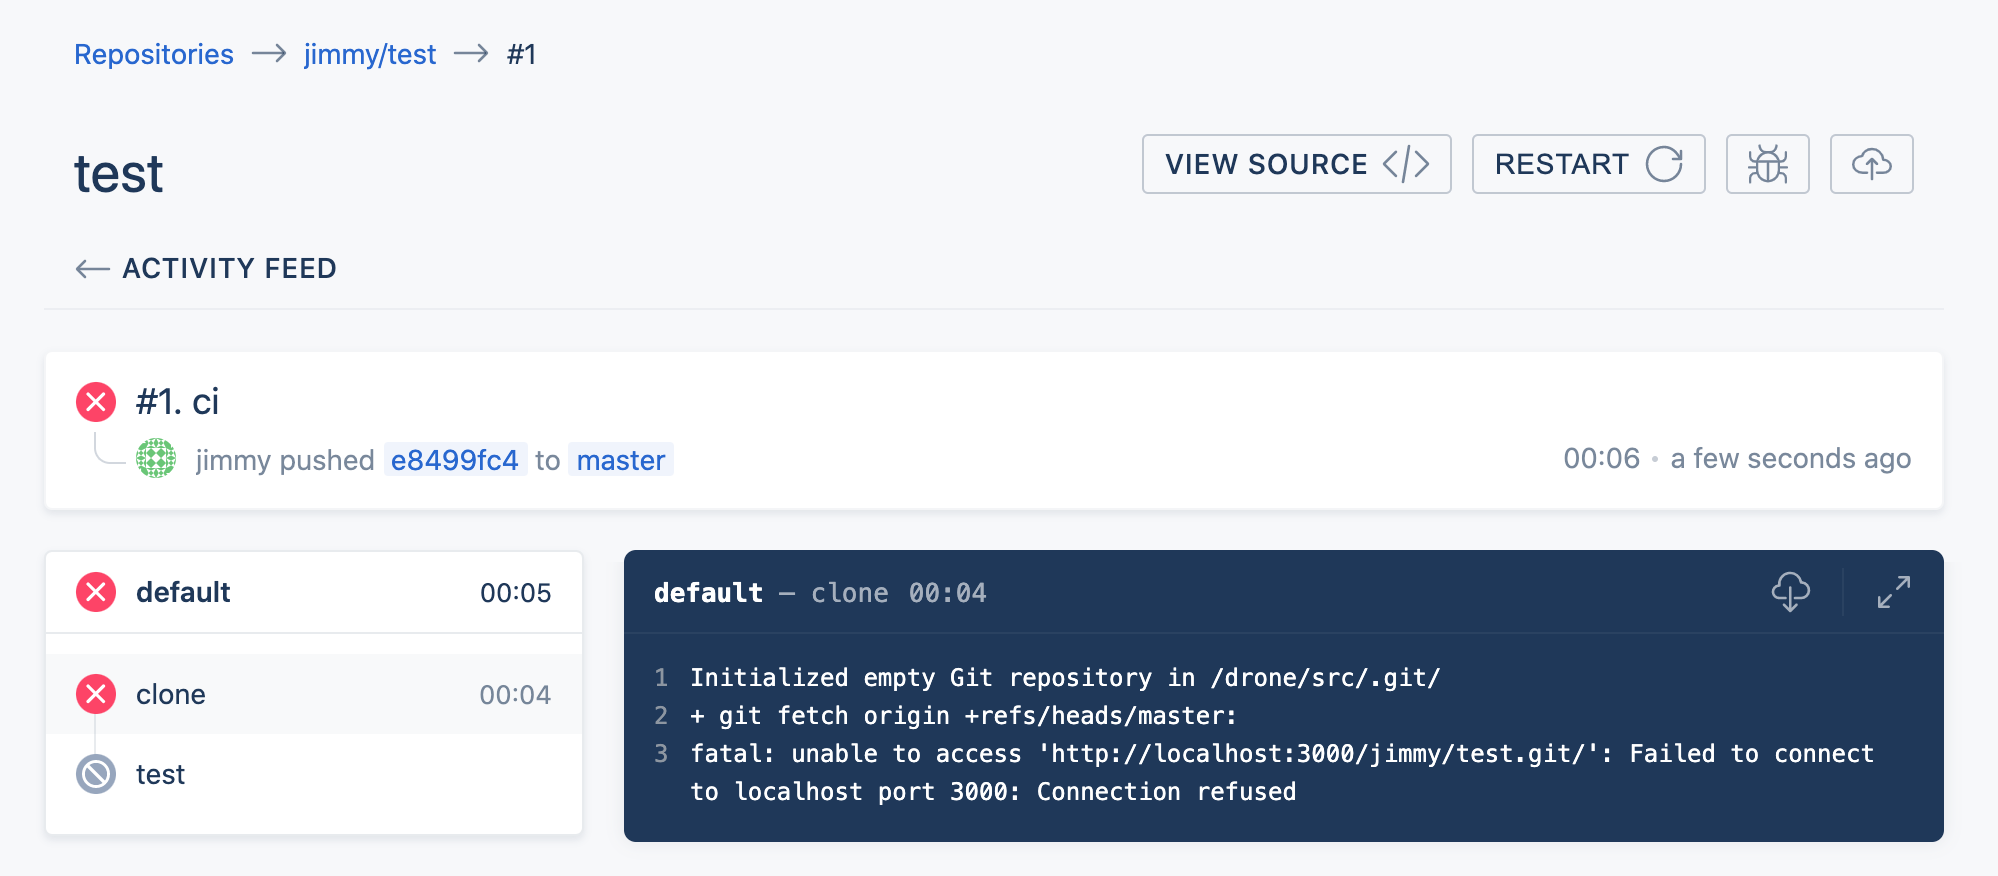 Repositories → jimmy/test → #1
test
VIEW SOURCE </> RESTART
← ACTIVITY FEED
#1. ci
jimmy pushed e8499fc4 to master
00:06 • a few seconds ago
default 00:05
clone 00:04
test
default — clone 00:04
1 Initialized empty Git repository in /drone/src/.git/
2 + git fetch origin +refs/heads/master:
3 fatal: unable to access 'http://localhost:3000/jimmy/test.git/': Failed to connect
to localhost port 3000: Connection refused